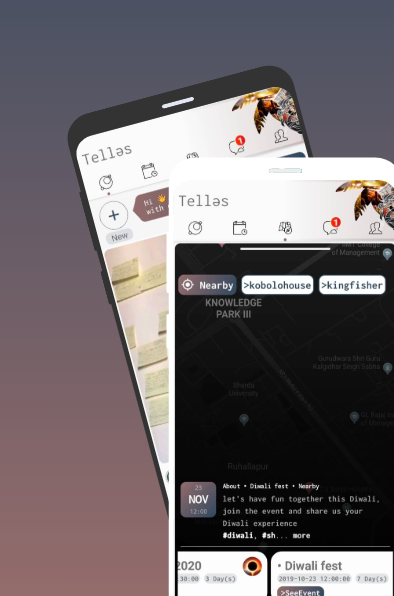 Telləs
1
Hi 👋
with
New
Telləs
1
of Management
Nearby
>kobolohouse
>kingfisher
KNOWLEDGE
PARK III
Gurudwara Shri Guru
Kalgidhar Singh Sabha
Sharda
University
Ruhallapur
25
NOV
12:00
About • Diwali fest • Nearby
let's have fun together this Diwali,
join the event and share us your
Diwali experience
#diwali, #sh... more
2020
:30:00 3 Day(s)
• Diwali fest
2019-10-23 12:00:00 7 Day(s)
>SeeEvent